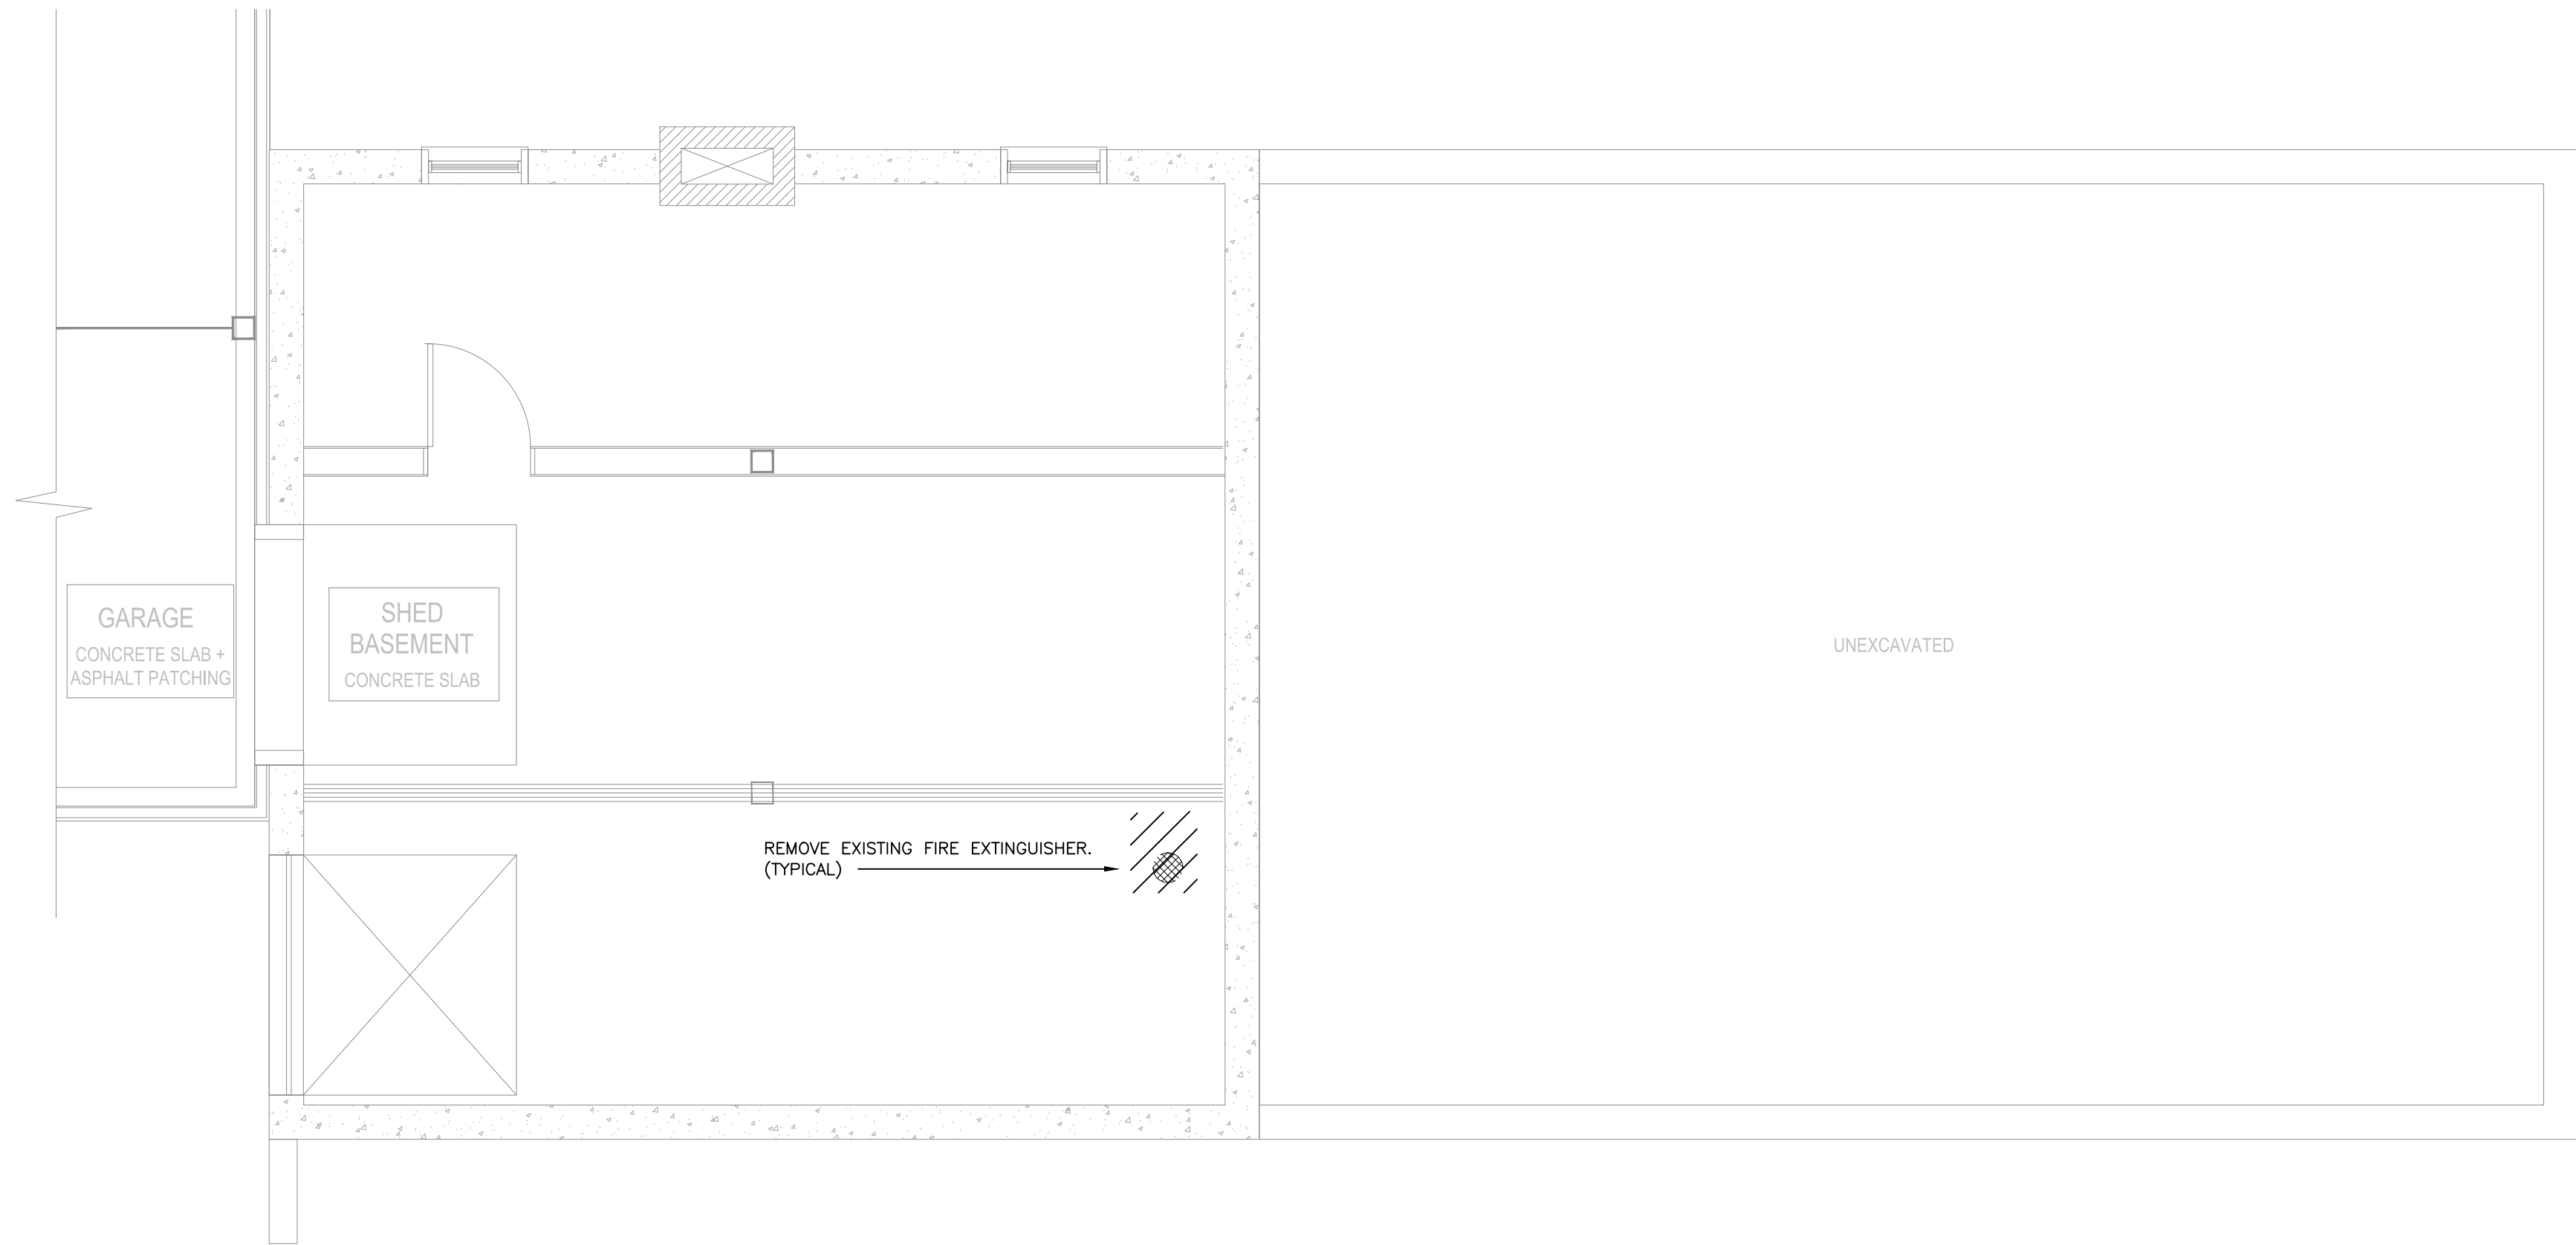 GARAGE
CONCRETE SLAB +
ASPHALT PATCHING
SHED
BASEMENT
CONCRETE SLAB
UNEXCAVATED
REMOVE EXISTING FIRE EXTINGUISHER.
(TYPICAL)